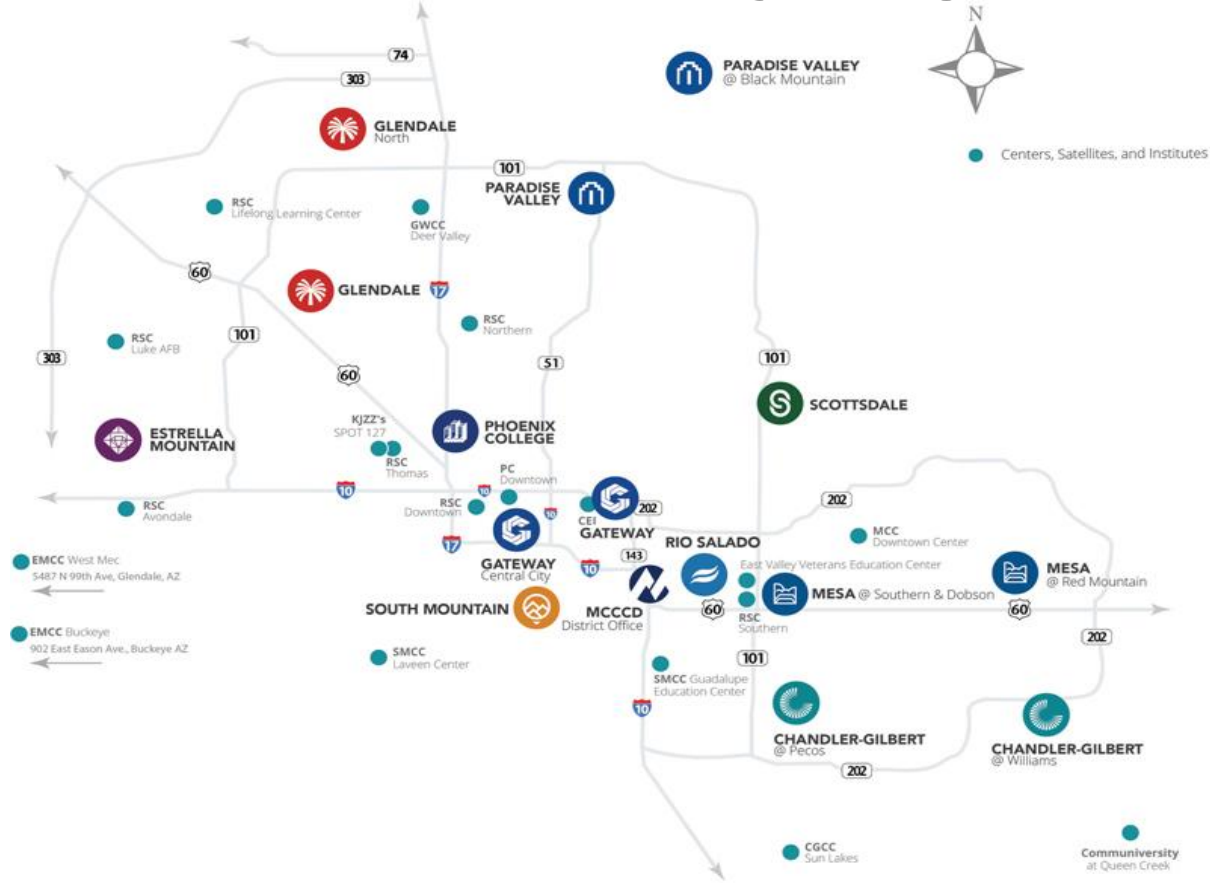 N
74
303
PARADISE VALLEY
@ Black Mountain
GLENDALE
North
Centers, Satellites, and Institutes
101
PARADISE
VALLEY
RSC
Lifelong Learning Center
GWCC
Deer Valley
60
GLENDALE
17
RSC
Northern
101
RSC
Luke AFB
303
51
101
60
SCOTTSDALE
KJZZ's
SPOT 127
PHOENIX
COLLEGE
ESTRELLA
MOUNTAIN
RSC
Thomas
PC
Downtown
10
10
RSC
Downtown
RSC
Avondale
10
CEI
GATEWAY
202
202
MCC
Downtown Center
17
RIO SALADO
143
10
EMCC West Mec
5487 N 99th Ave, Glendale, AZ
GATEWAY
Central City
East Valley Veterans Education Center
MESA
@ Red Mountain
MESA @ Southern & Dobson
SOUTH MOUNTAIN
MCCCD
District Office
60
60
RSC
Southern
EMCC Buckeye
902 East Eason Ave., Buckeye AZ
202
SMCC
Laveen Center
101
SMCC Guadalupe
Education Center
10
CHANDLER-GILBERT
@ Pecos
CHANDLER-GILBERT
@ Williams
202
CGCC
Sun Lakes
Communiversity
at Queen Creek